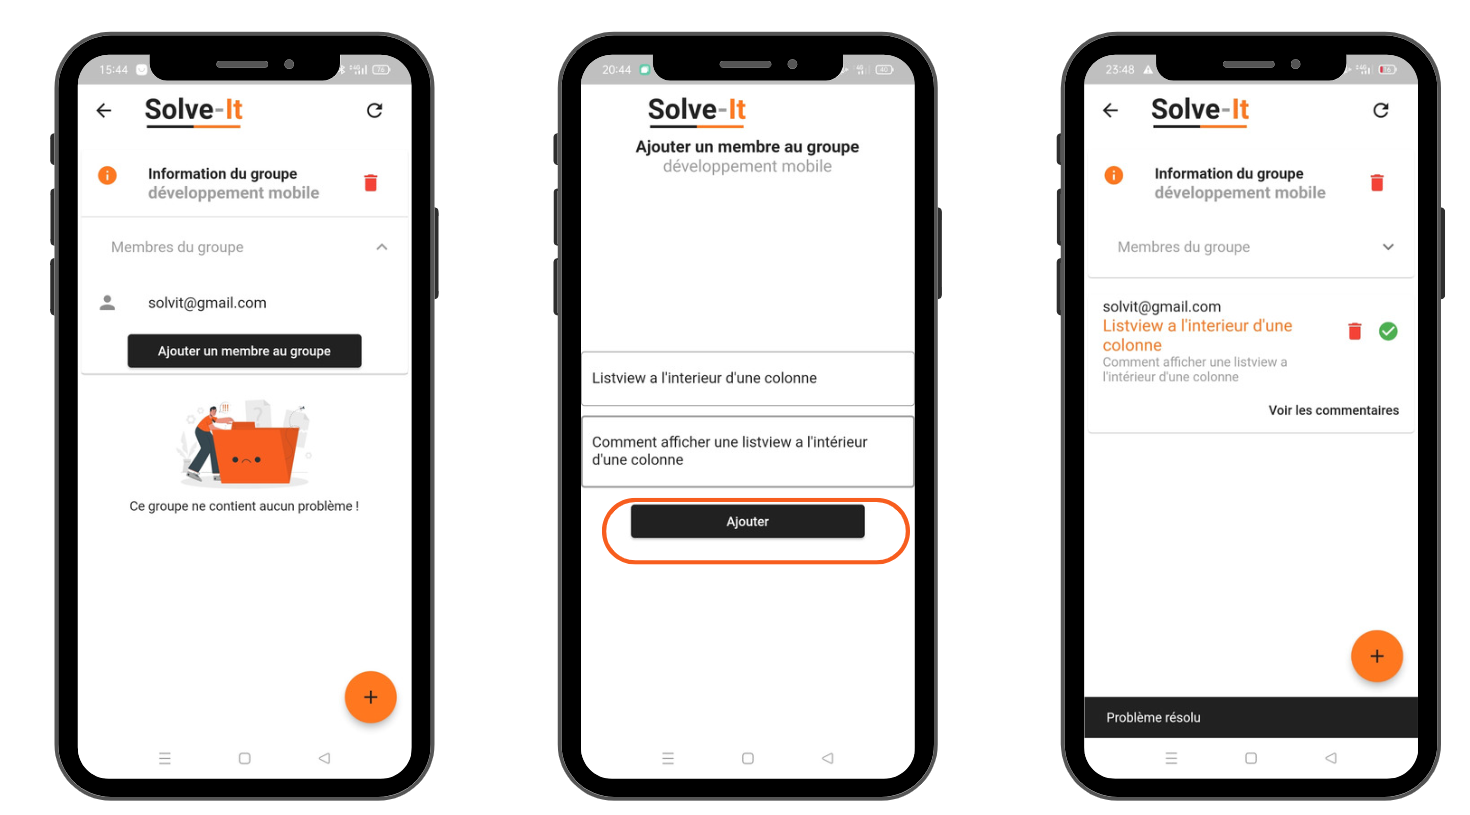 15:44
Solve-It
Information du groupe
développement mobile
Membres du groupe
solvit@gmail.com
Ajouter un membre au groupe
Ce groupe ne contient aucun problème !
+
20:44
Solve-It
Ajouter un membre au groupe
développement mobile
Listview a l'interieur d'une colonne
Comment afficher une listview a l'intérieur
d'une colonne
Ajouter
23:48
Solve-It
Information du groupe
développement mobile
Membres du groupe
solvit@gmail.com
Listview a l'interieur d'une
colonne
Comment afficher une listview a
l'intérieur d'une colonne
Voir les commentaires
+
Problème résolu